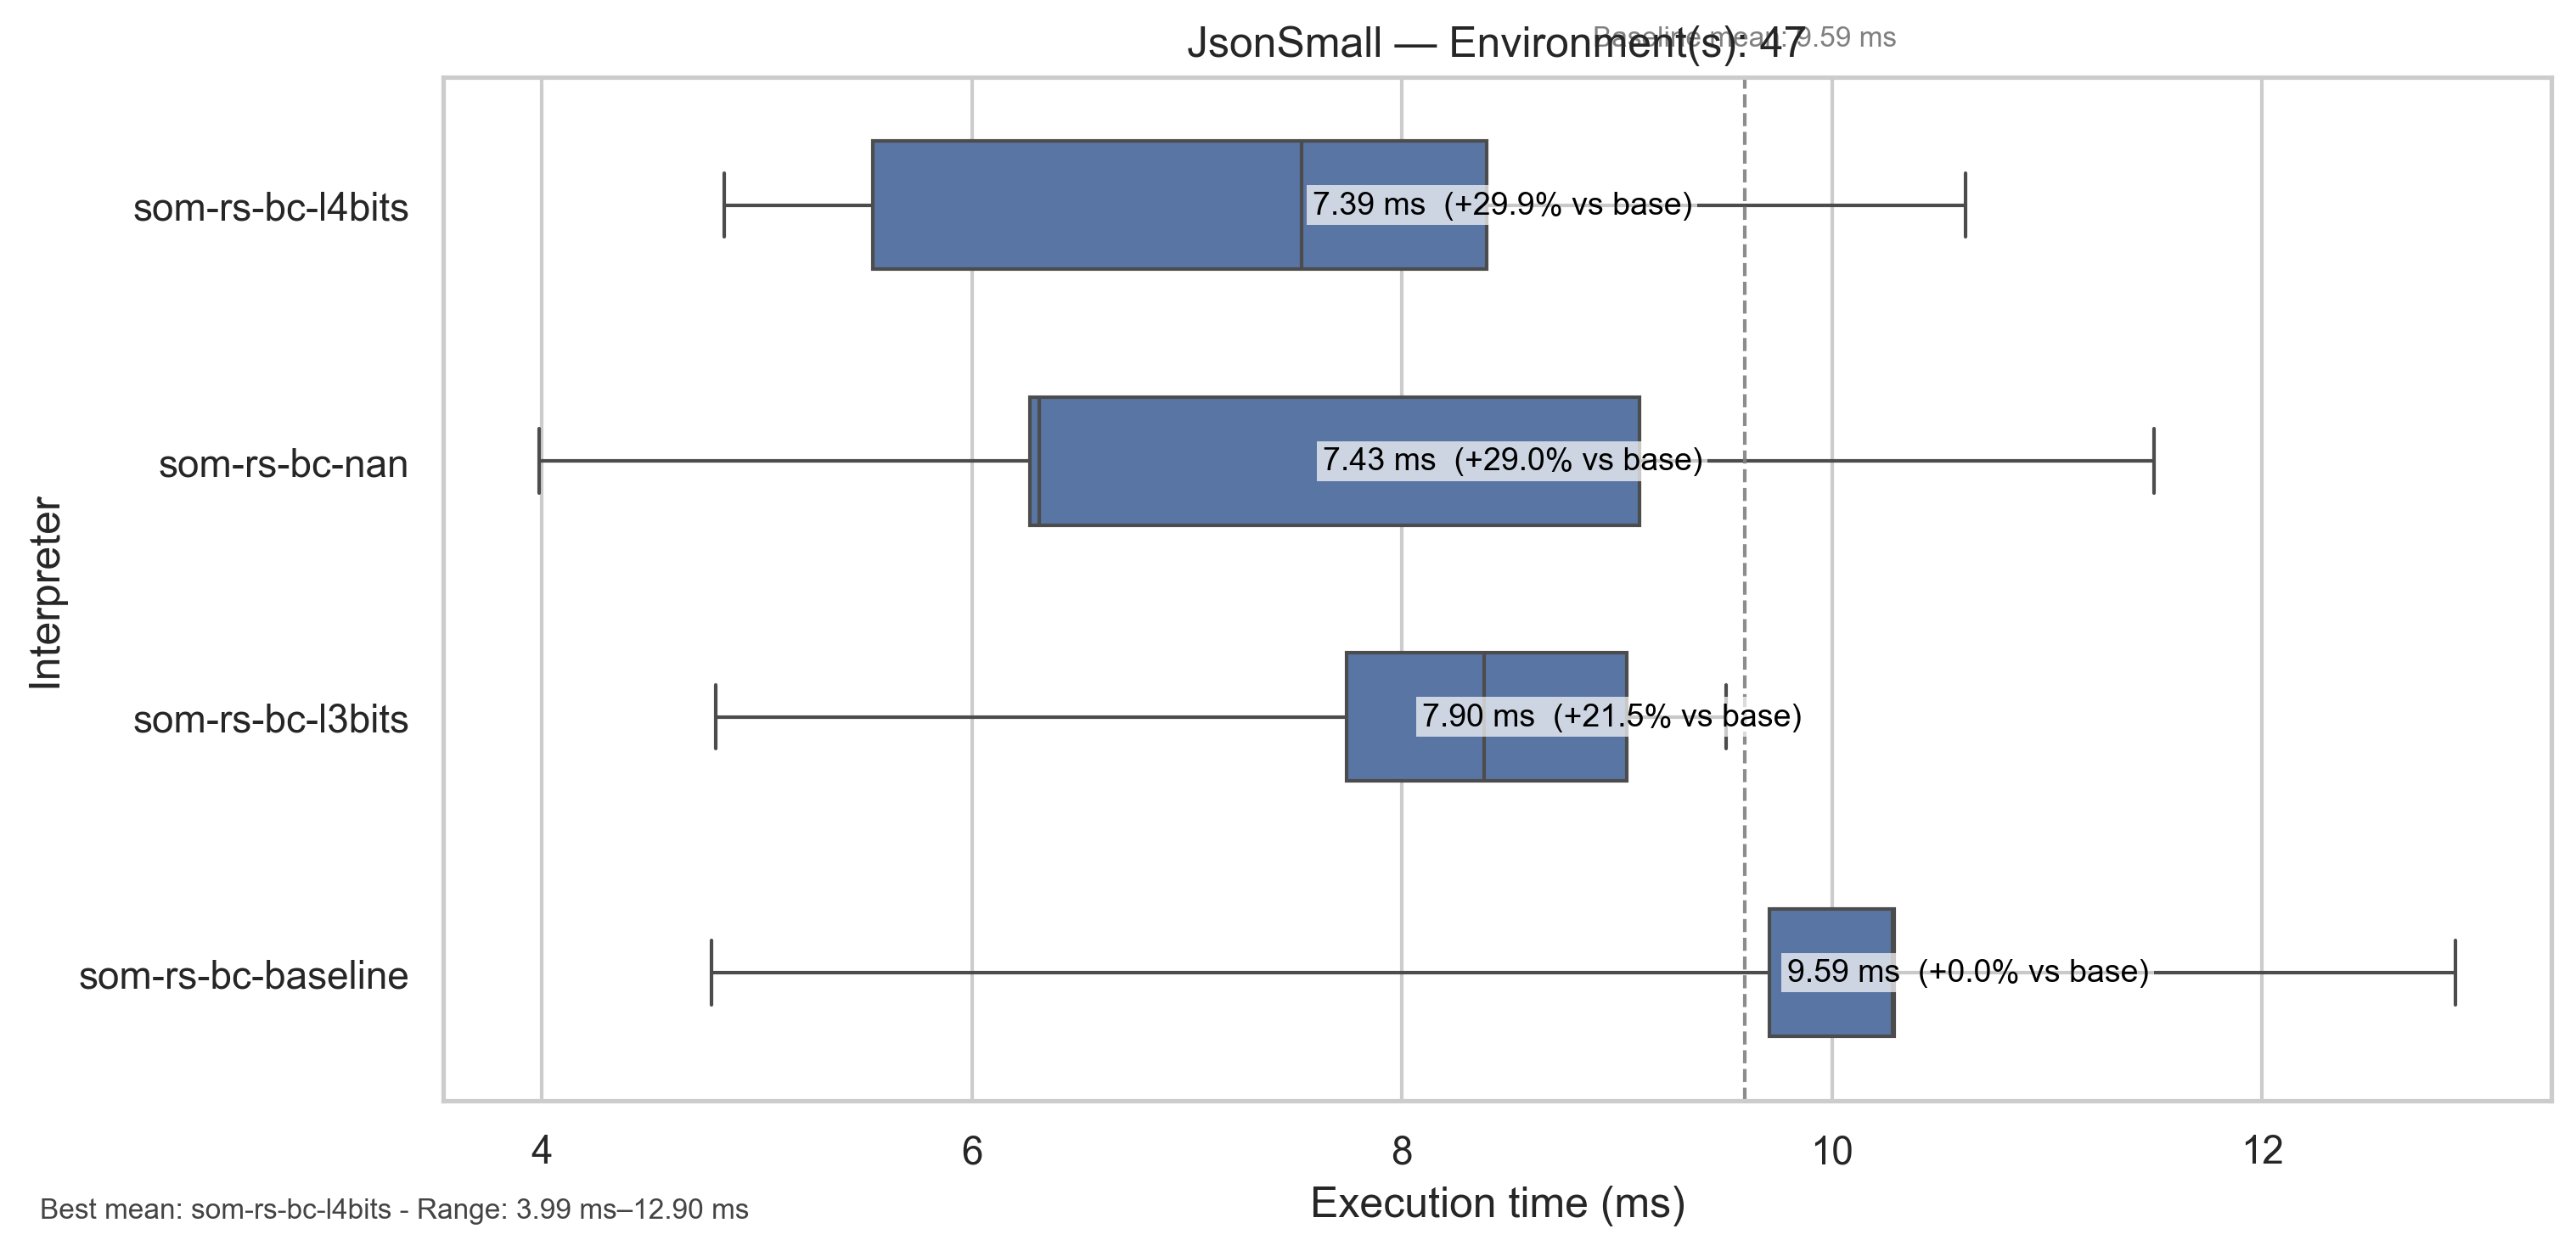 JsonSmall — Environment(s): 47
Baseline mean: 9.59 ms
Interpreter
som-rs-bc-l4bits
7.39 ms (+29.9% vs base)
som-rs-bc-nan
7.43 ms (+29.0% vs base)
som-rs-bc-l3bits
7.90 ms (+21.5% vs base)
som-rs-bc-baseline
9.59 ms (+0.0% vs base)
4 6 8 10 12
Execution time (ms)
Best mean: som-rs-bc-l4bits - Range: 3.99 ms–12.90 ms